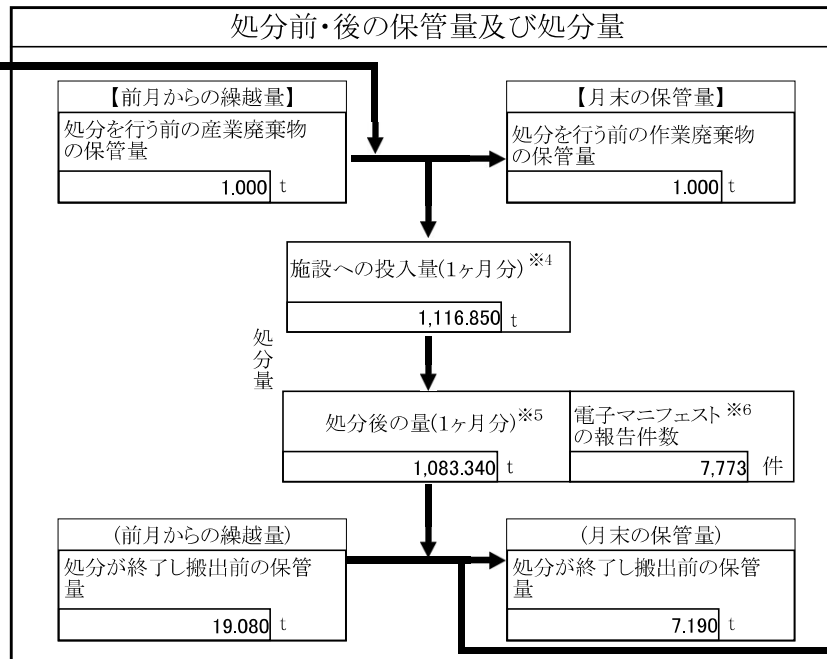 処分前・後の保管量及び処分量
【前月からの繰越量】
処分を行う前の産業廃棄物
の保管量
1.000 t
【月末の保管量】
処分を行う前の作業廃棄物
の保管量
1.000 t
施設への投入量(1ヶ月分)※4
1,116.850 t
処分量
処分後の量(1ヶ月分)※5
1,083.340 t
電子マニフェスト※6
の報告件数
7,773 件
(前月からの繰越量)
処分が終了し搬出前の保管
量
19.080 t
(月末の保管量)
処分が終了し搬出前の保管
量
7.190 t